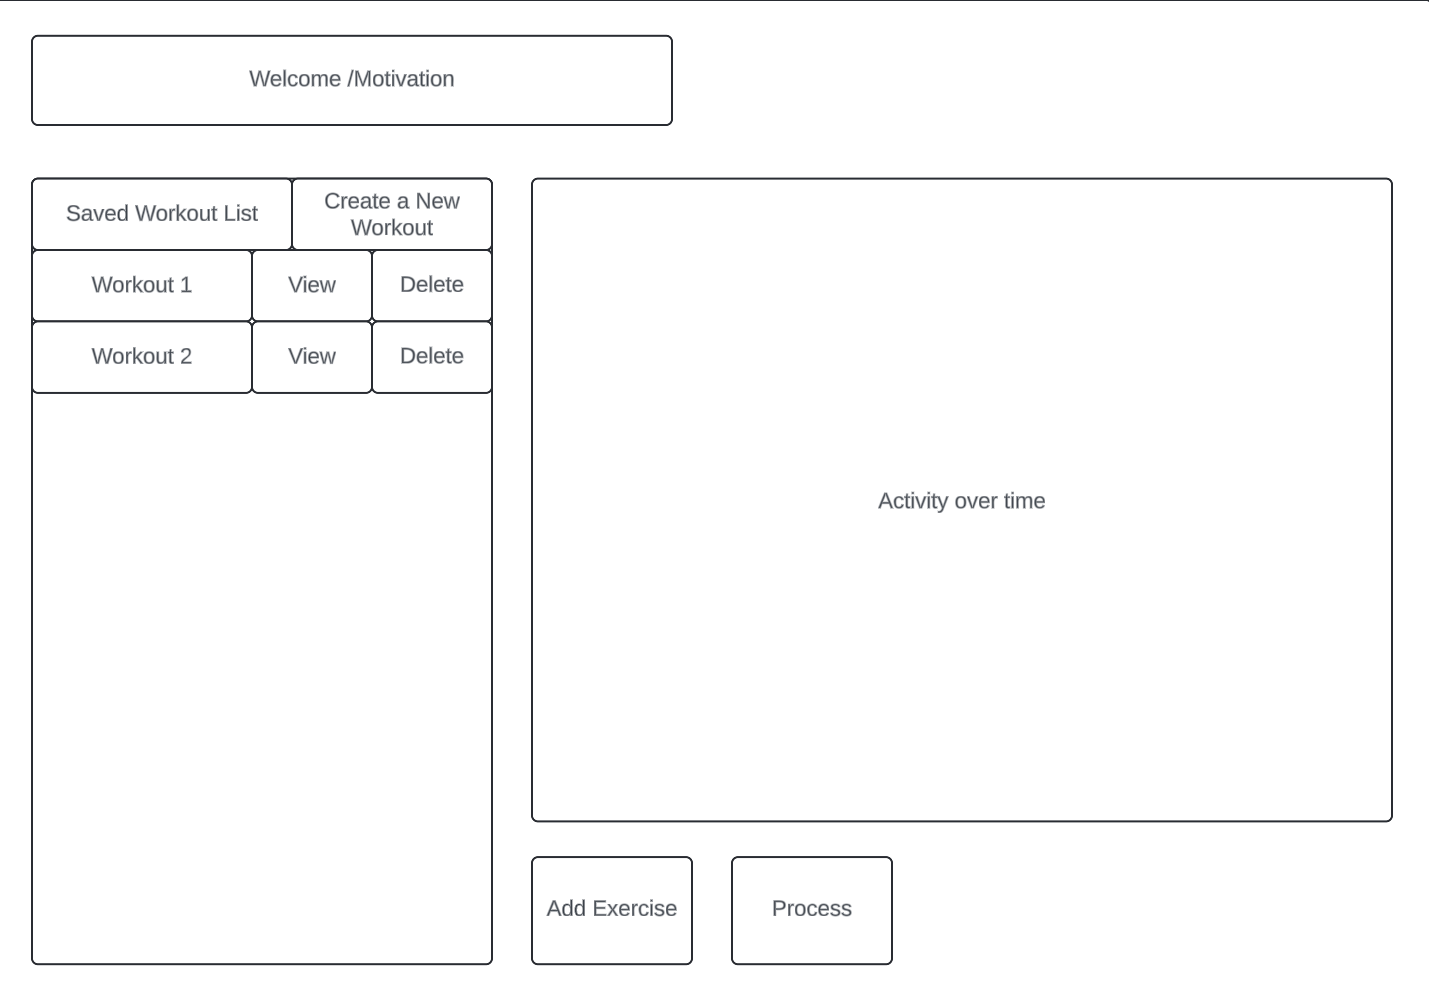 Welcome /Motivation
Saved Workout List
Create a New
Workout
Workout 1
View
Delete
Workout 2
View
Delete
Activity over time
Add Exercise
Process